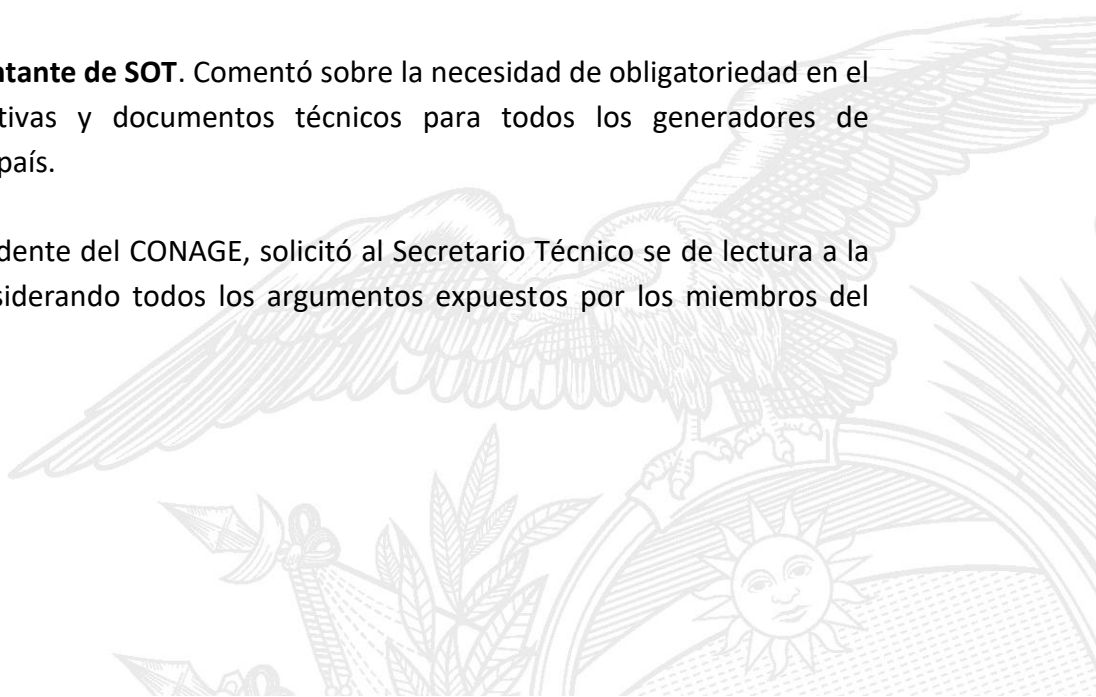 ntante de SOT. Comentó sobre la necesidad de obligatoriedad en el
tivas y documentos técnicos para todos los generadores de
país.
dente del CONAGE, solicitó al Secretario Técnico se de lectura a la
siderando todos los argumentos expuestos por los miembros del